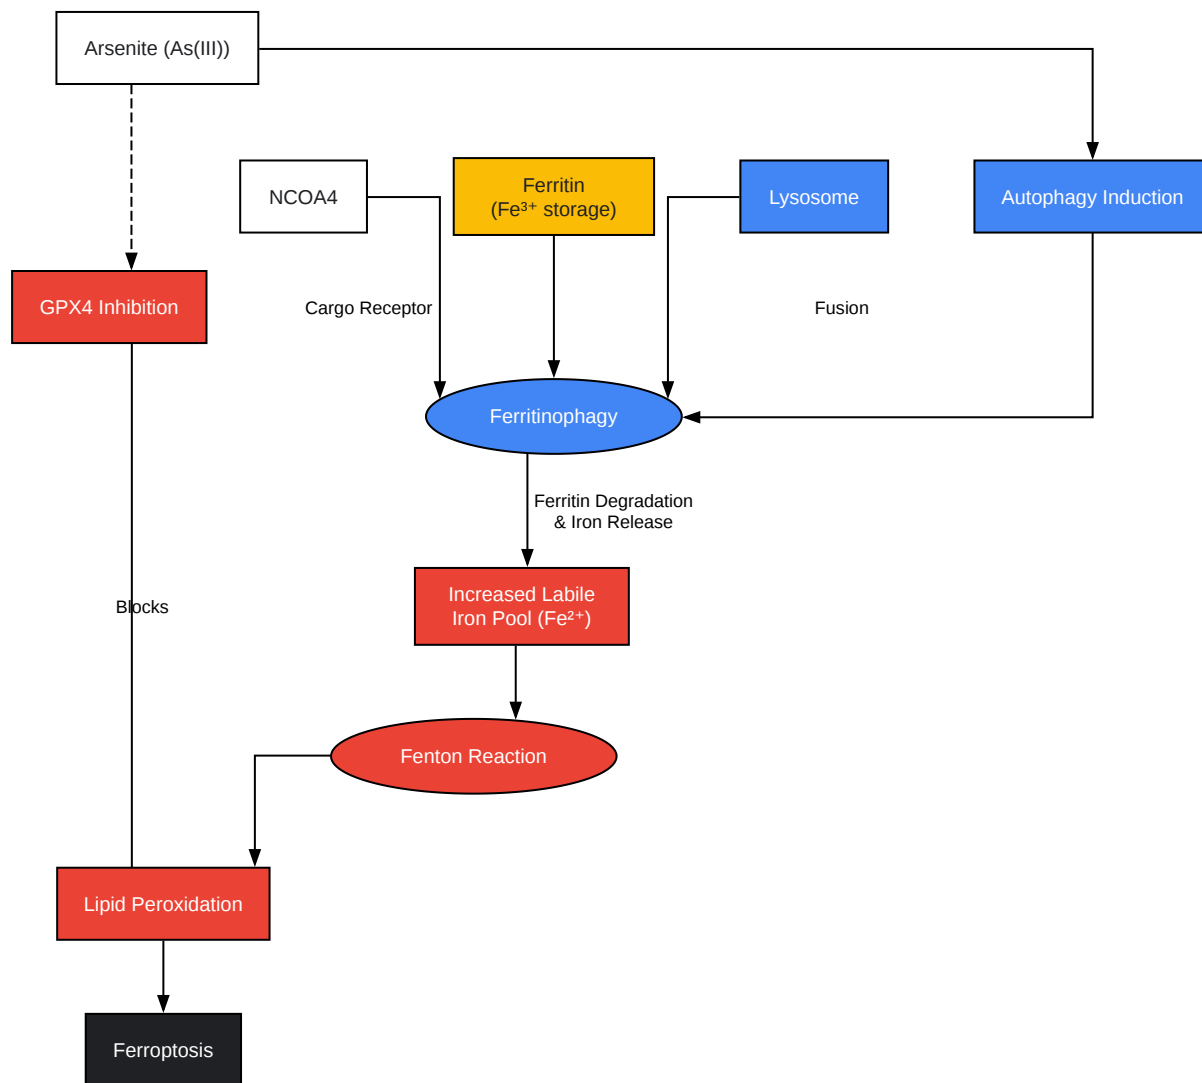 Arsenite (As(III))
NCOA4
Ferritin
(Fe³⁺ storage)
Lysosome
Autophagy Induction
GPX4 Inhibition
Cargo Receptor
Fusion
Ferritinophagy
Ferritin Degradation
& Iron Release
Increased Labile
Iron Pool (Fe²⁺)
Blocks
Fenton Reaction
Lipid Peroxidation
Ferroptosis